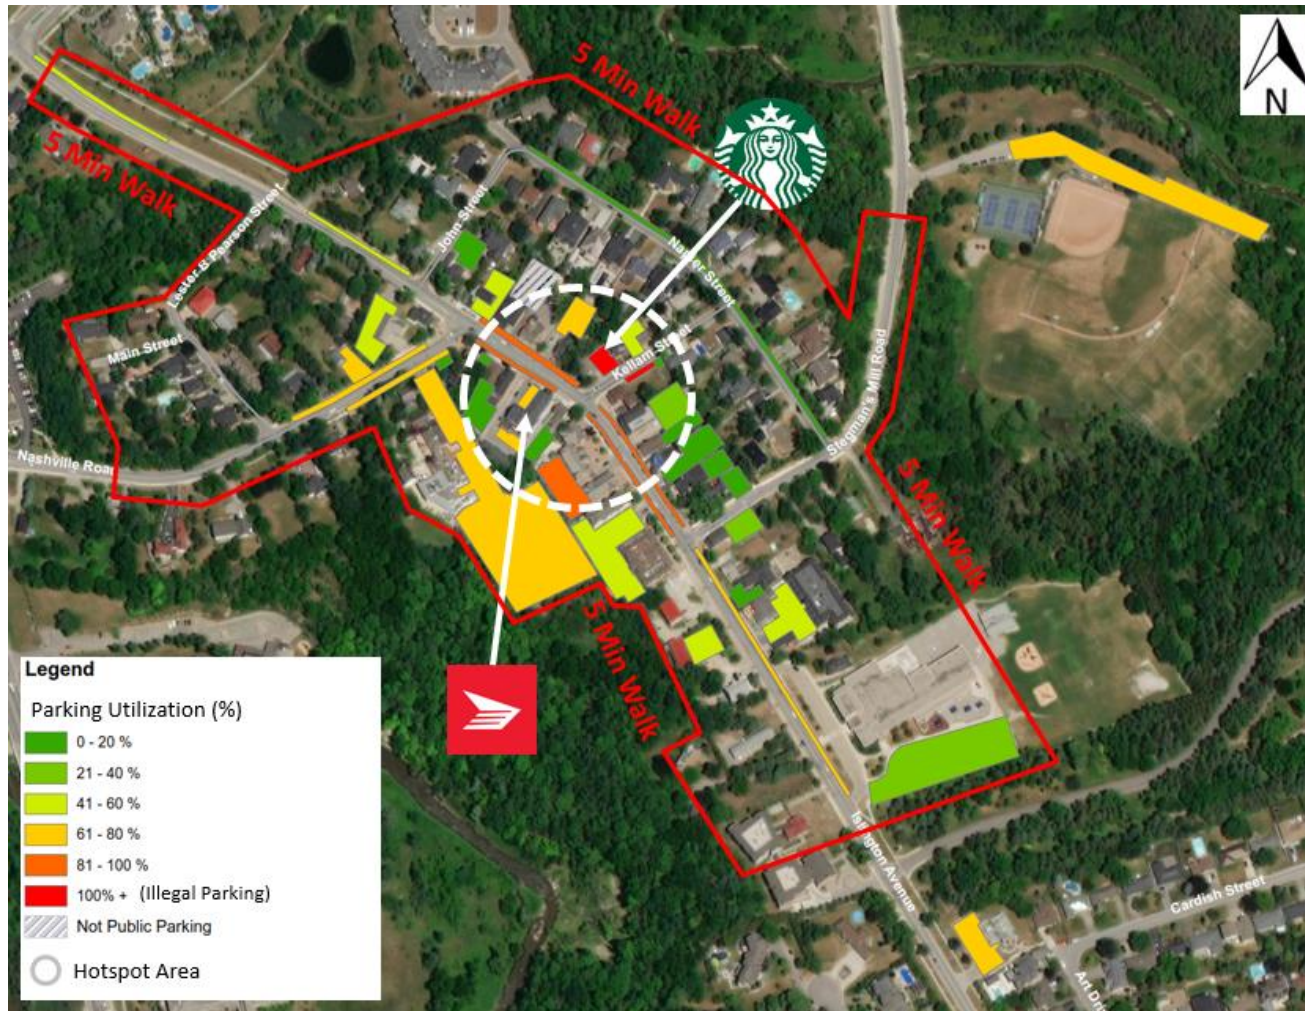 5 Min Walk
N
5 Min Walk
Lester B Pearson Street
John Street
Napier Street
Main Street
Kellam Street
Stegman's Mill Road
Nashville Road
5 Min Walk
5 Min Walk
Islington Avenue
Cardish Street
Art Dri
Legend
Parking Utilization (%)
0 - 20 %
21 - 40 %
41 - 60 %
61 - 80 %
81 - 100 %
100% + (Illegal Parking)
Not Public Parking
Hotspot Area